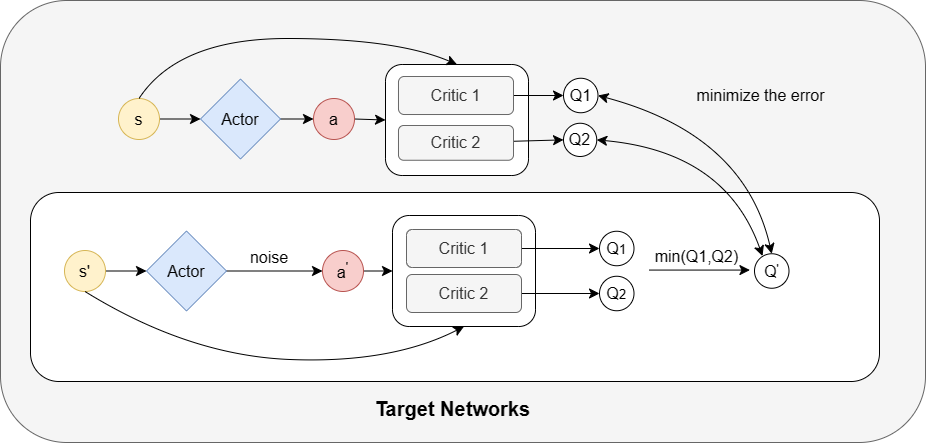 s
Actor
a
Critic 1
Critic 2
Q1
Q2
minimize the error
s'
Actor
noise
a'
Critic 1
Critic 2
Q1
Q2
min(Q1,Q2)
Q'
Target Networks